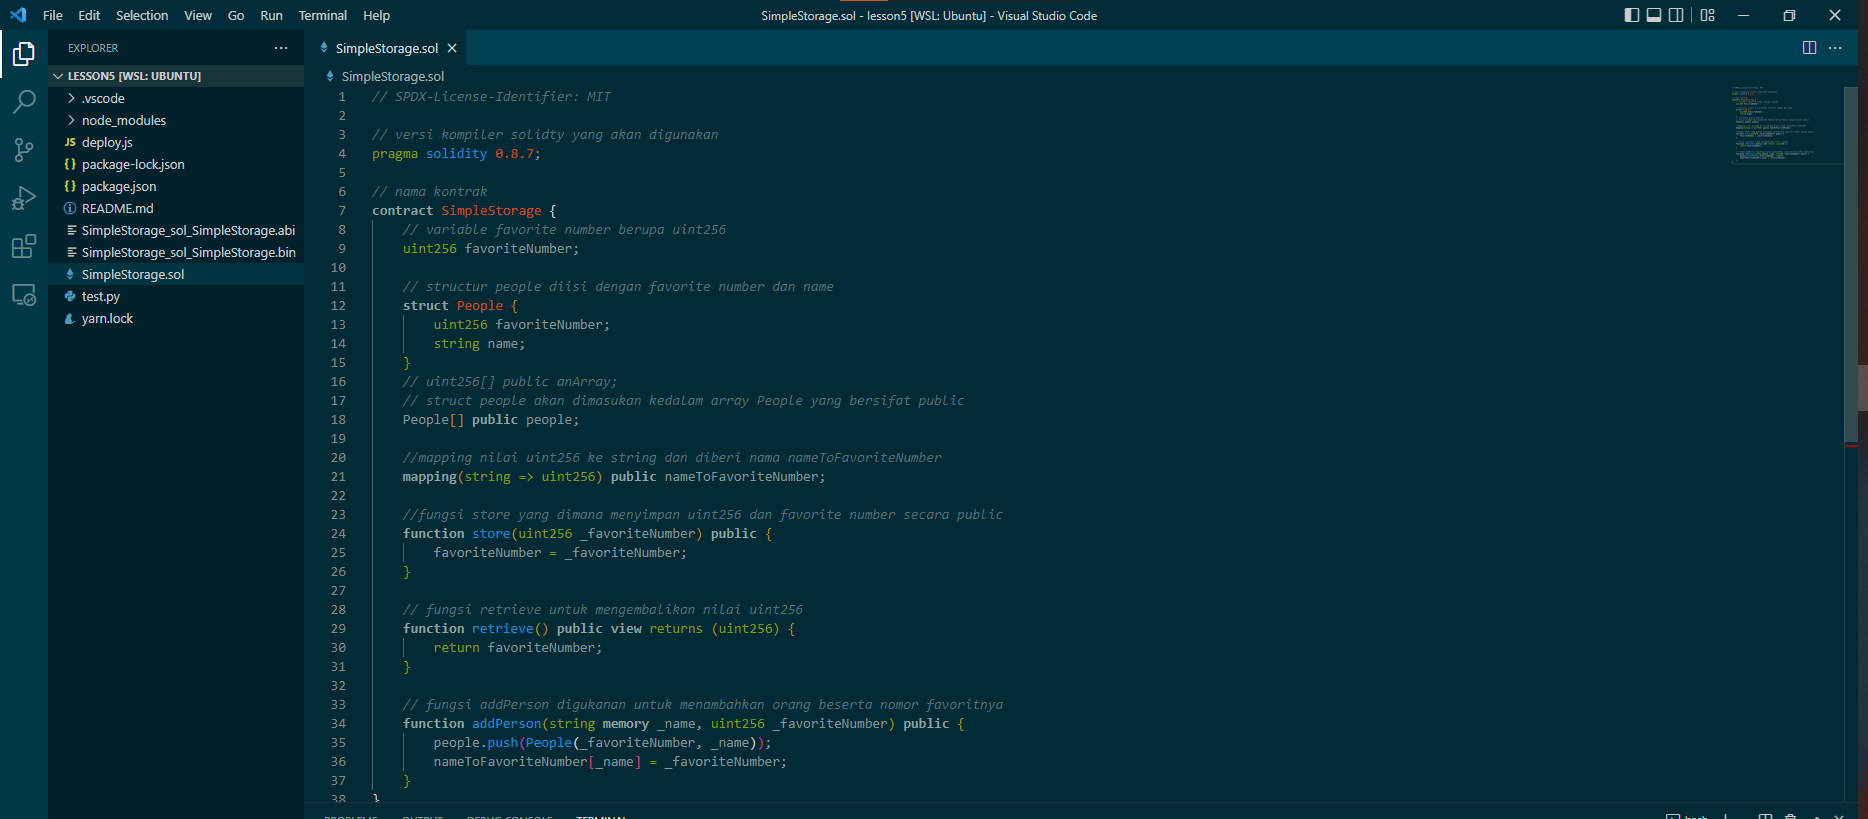 File Edit Selection View Go Run Terminal Help
SimpleStorage.sol - lesson5 [WSL: Ubuntu] - Visual Studio Code
EXPLORER
LESSON5 [WSL: UBUNTU]
.vscode
node_modules
JS deploy.js
{} package-lock.json
{} package.json
README.md
SimpleStorage_sol_SimpleStorage.abi
SimpleStorage_sol_SimpleStorage.bin
SimpleStorage.sol
test.py
yarn.lock
SimpleStorage.sol
SimpleStorage.sol
1 // SPDX-License-Identifier: MIT
2
3 // versi kompiler solidty yang akan digunakan
4 pragma solidity 0.8.7;
5
6 // nama kontrak
7 contract SimpleStorage {
8 // variable favorite number berupa uint256
9 uint256 favoriteNumber;
10
11 // structur people diisi dengan favorite number dan name
12 struct People {
13 uint256 favoriteNumber;
14 string name;
15 }
16 // uint256[] public anArray;
17 // struct people akan dimasukan kedalam array People yang bersifat public
18 People[] public people;
19
20 //mapping nilai uint256 ke string dan diberi nama nameToFavoriteNumber
21 mapping(string => uint256) public nameToFavoriteNumber;
22
23 //fungsi store yang dimana menyimpan uint256 dan favorite number secara public
24 function store(uint256 _favoriteNumber) public {
25 favoriteNumber = _favoriteNumber;
26 }
27
28 // fungsi retrieve untuk mengembalikan nilai uint256
29 function retrieve() public view returns (uint256) {
30 return favoriteNumber;
31 }
32
33 // fungsi addPerson digukanan untuk menambahkan orang beserta nomor favoritnya
34 function addPerson(string memory _name, uint256 _favoriteNumber) public {
35 people.push(People(_favoriteNumber, _name));
36 nameToFavoriteNumber[_name] = _favoriteNumber;
37 }
38 }
PROBLEMS OUTPUT DEBUG CONSOLE TERMINAL
bash